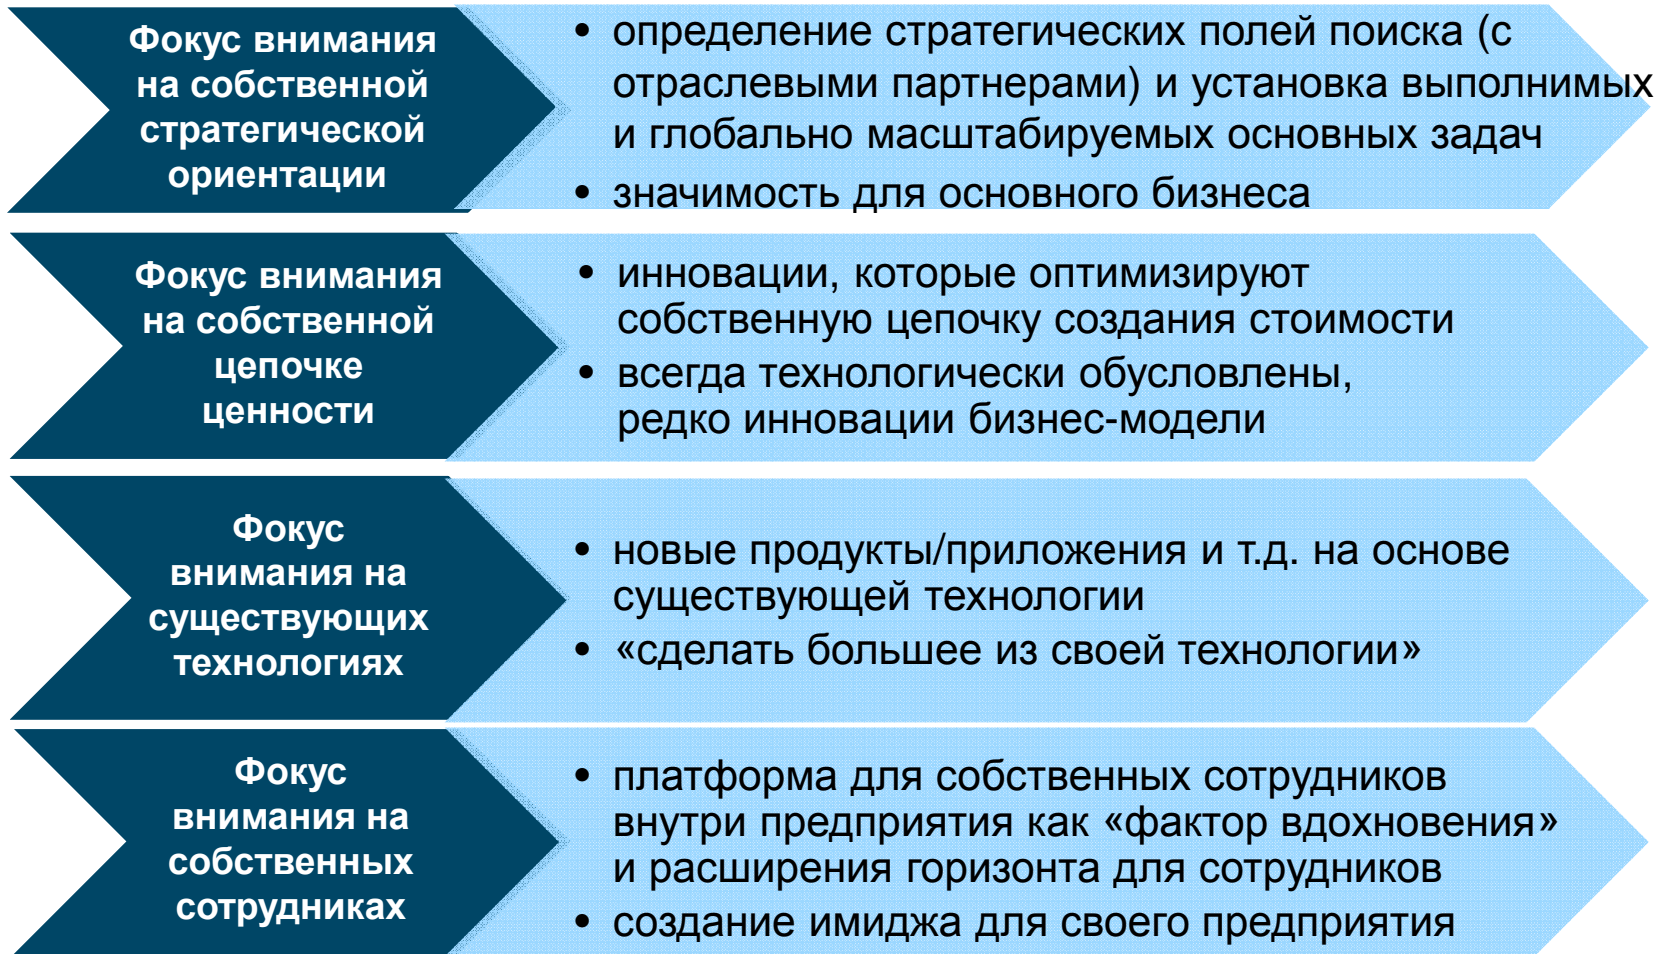 Фокус внимания
на собственной
стратегической
ориентации
• определение стратегических полей поиска (с
отраслевыми партнерами) и установка выполнимых
и глобально масштабируемых основных задач
• значимость для основного бизнеса
Фокус внимания
на собственной
цепочке
ценности
• инновации, которые оптимизируют
собственную цепочку создания стоимости
• всегда технологически обусловлены,
редко инновации бизнес-модели
Фокус
внимания на
существующих
технологиях
• новые продукты/приложения и т.д. на основе
существующей технологии
• «сделать большее из своей технологии»
Фокус
внимания на
собственных
сотрудниках
• платформа для собственных сотрудников
внутри предприятия как «фактор вдохновения»
и расширения горизонта для сотрудников
• создание имиджа для своего предприятия